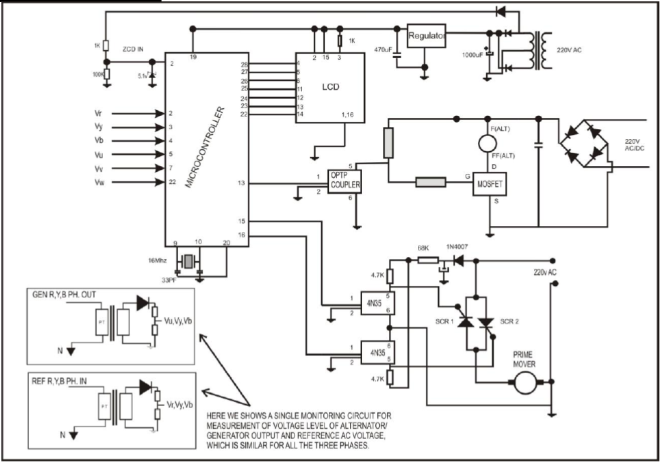 1K
ZCD IN
100K
5.1v
2
19
2
15
3
1K
470uF
Regulator
1000uF
220V AC
LCD
1,16
28
27
26
25
24
23
22
4
5
6
11
12
13
14
MICROCONTROLLER
Vr
Vy
Vb
Vu
Vv
Vw
2
3
4
5
7
22
13
1
2
OPTP
COUPLER
5
6
G
MOSFET
D
S
F(ALT)
FF(ALT)
220V
AC/DC
15
16
9
10
20
16Mhz
33PF
68K
1N4007
4.7K
220v AC
1
2
4N35
5
6
SCR 1
SCR 2
1
2
4N35
6
5
4.7K
PRIME
MOVER
GEN R,Y,B PH. OUT
PT
Vu,Vy,Vb
N
REF R,Y,B PH. IN
PT
Vr,Vy,Vb
N
HERE WE SHOWS A SINGLE MONITORING CIRCUIT FOR
MEASUREMENT OF VOLTAGE LEVEL OF ALTERNATOR/
GENERATOR OUTPUT AND REFERENCE AC VOLTAGE,
WHICH IS SIMILAR FOR ALL THE THREE PHASES.